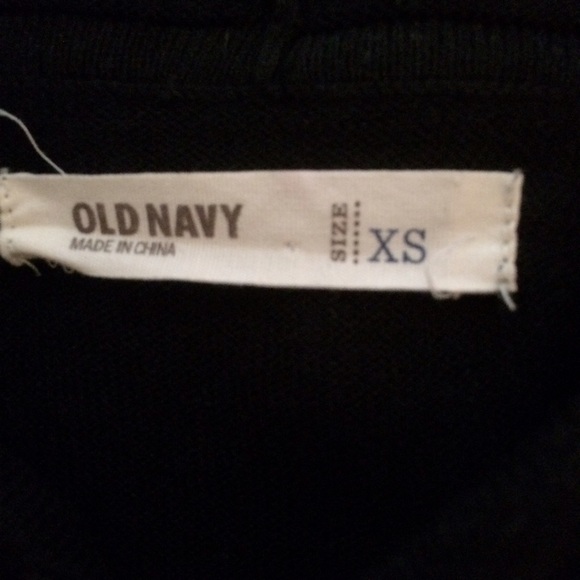 OLD NAVY
MADE IN CHINA
SIZE
XS